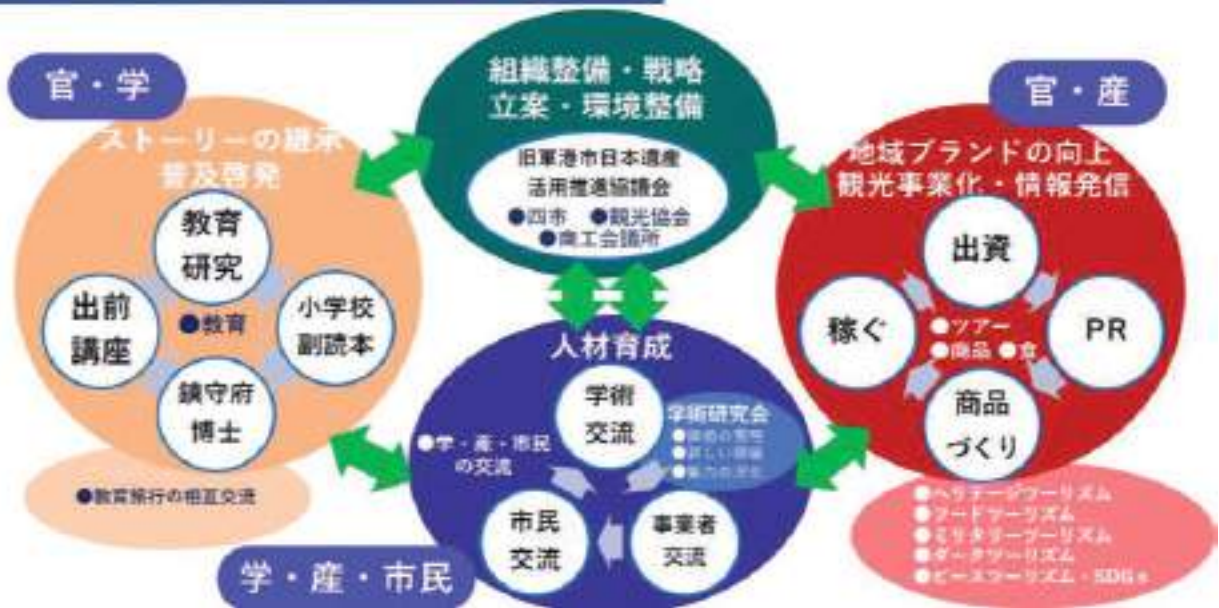 官・学
ストーリーの継承
普及啓発
教育
研究
出前
講座
●教育
小学校
副読本
鎮守府
博士
●教育旅行の相互交流
組織整備・戦略
立案・環境整備
旧軍港市日本遺産
活用推進協議会
●四市 ●観光協会
●商工会議所
官・産
地域ブランドの向上
観光事業化・情報発信
出資
稼ぐ
●ツアー
●商品 ●食
PR
商品
づくり
●ヘリテージツーリズム
●フードツーリズム
●ミリタリーツーリズム
●ダークツーリズム
●ピースツーリズム・SDGs
人材育成
学術
交流
学術研究会
●学・産・市民
の交流
市民
交流
事業者
交流
学・産・市民